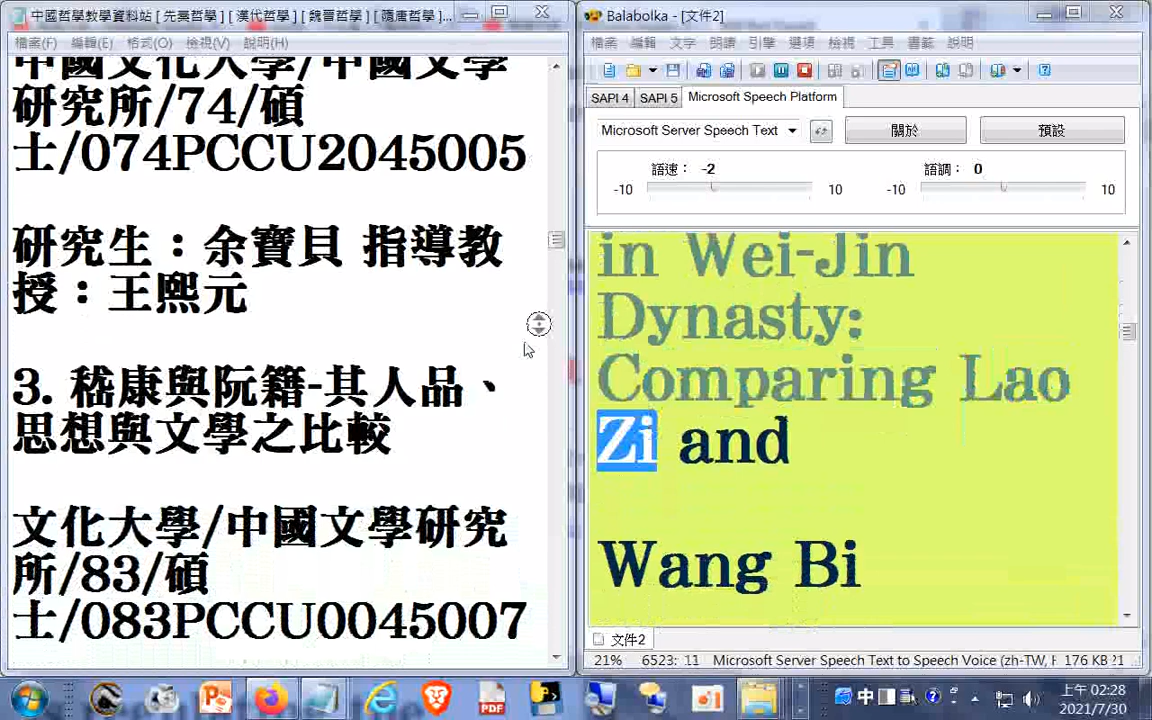 中國哲學教學資料站 [ 先秦哲學 ] [ 漢代哲學 ] [ 魏晉哲學 ] [ 隋唐哲學 ]...
檔案(F) 編輯(E) 格式(O) 檢視(V) 說明(H)
中國文化大學/中國文學
研究所/74/碩
士/074PCCU2045005
研究生：余寶貝 指導教
授：王熙元
3. 嵇康與阮籍-其人品、
思想與文學之比較
文化大學/中國文學研究
所/83/碩
士/083PCCU0045007
Balabolka - [文件2]
檔案 編輯 文字 朗讀 引擎 選項 檢視 工具 書籤 說明
SAPI 4 SAPI 5 Microsoft Speech Platform
Microsoft Server Speech Text 關於 預設
語速： -2 語調： 0
-10 10 -10 10
in Wei-Jin
Dynasty:
Comparing Lao
Zi and
Wang Bi
文件2
21% 6523: 11 Microsoft Server Speech Text to Speech Voice (zh-TW, H 176 KB
中
上午 02:28
2021/7/30